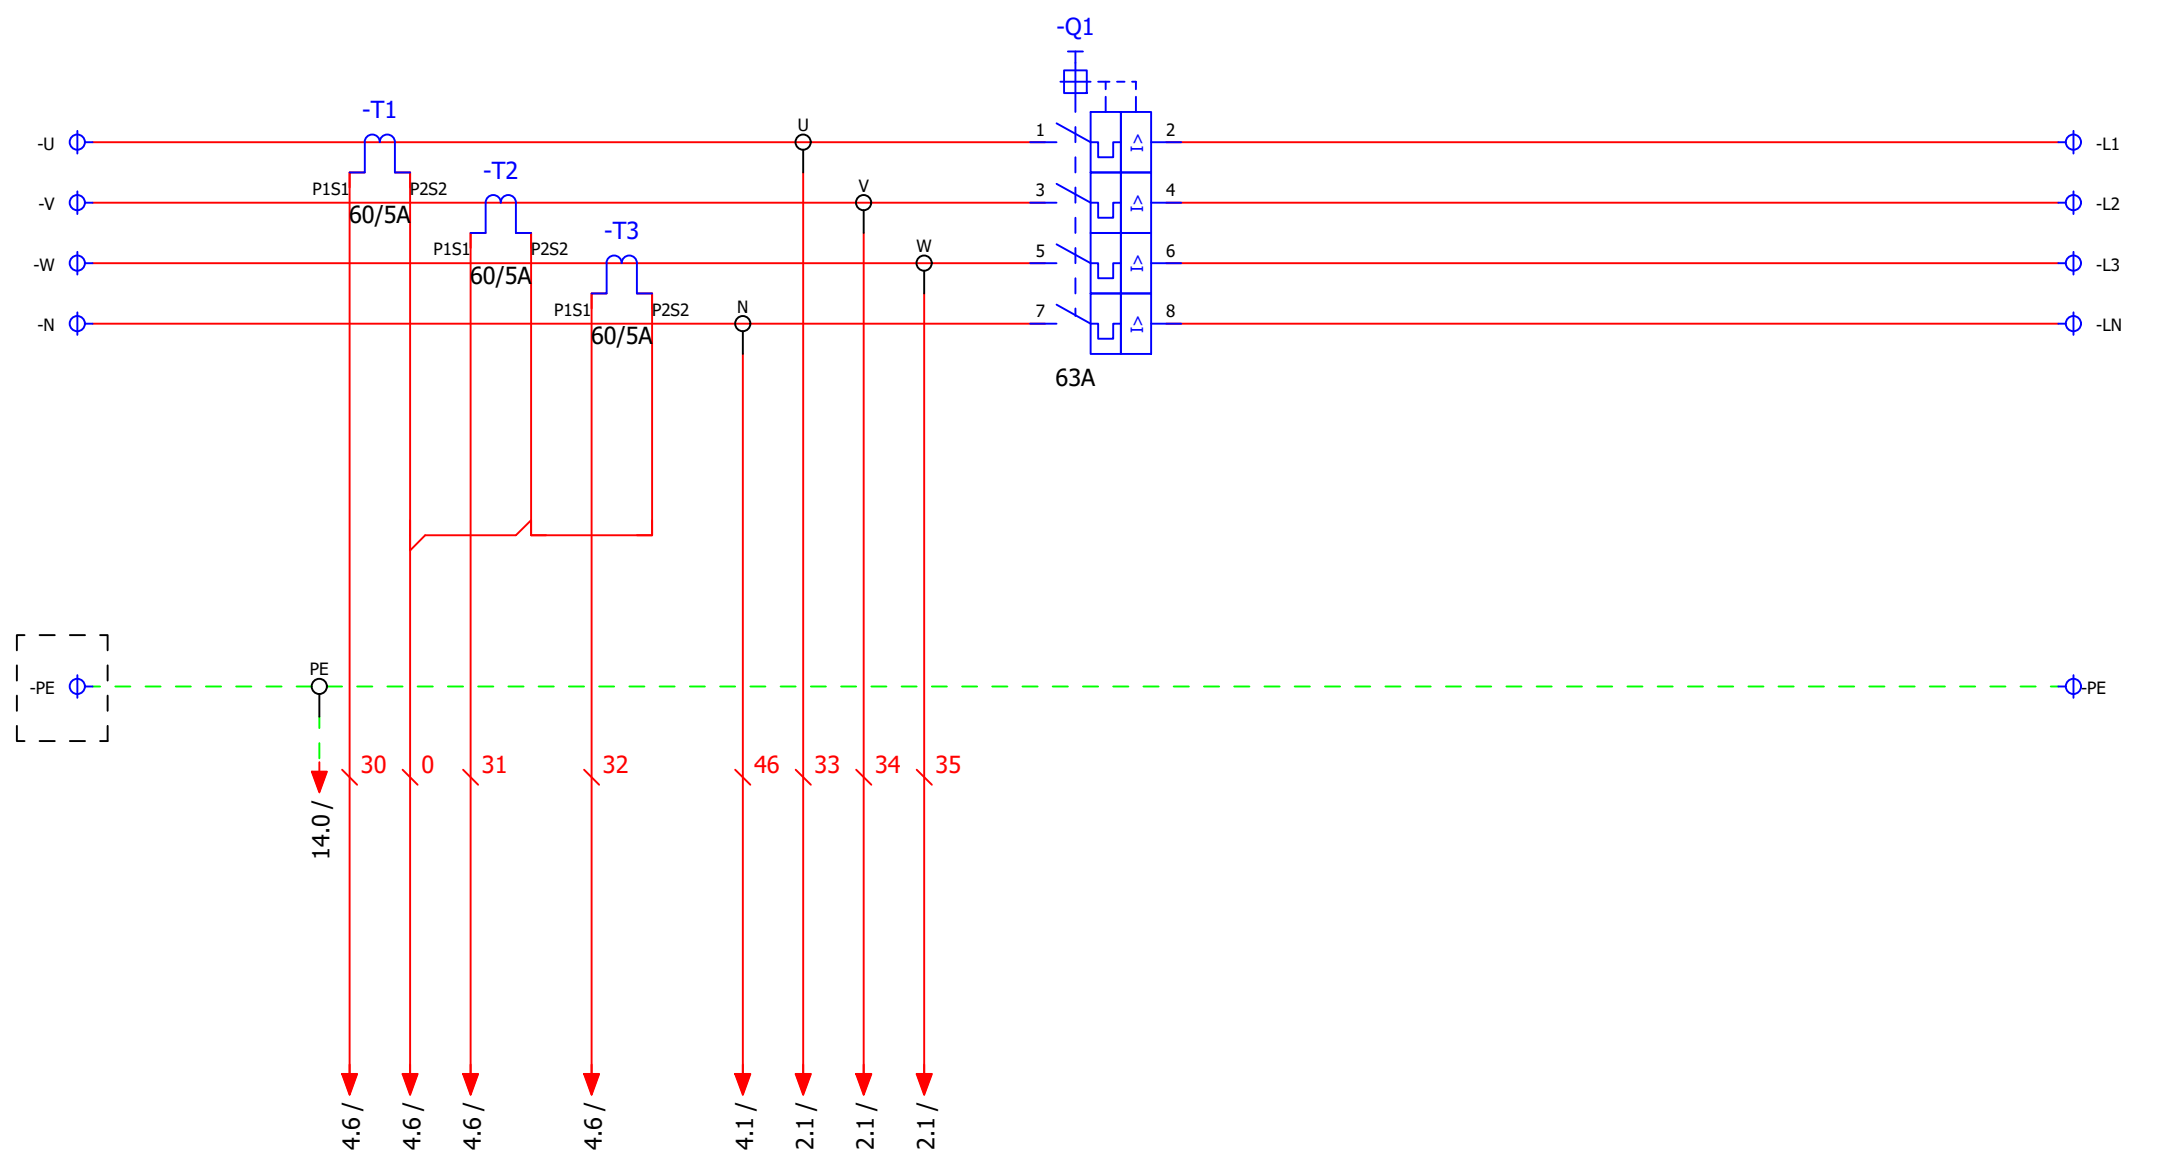 -Q1
-T1
-U
U
1
2
-L1
-T2
P1S1
P2S2
60/5A
-V
V
3
4
-L2
-T3
P1S1
P2S2
60/5A
-W
W
5
6
-L3
P1S1
P2S2
60/5A
-N
N
7
8
-LN
I>
I>
I>
I>
63A
-PE
PE
-PE
30
0
31
32
46
33
34
35
14.0 /
4.6 /
4.6 /
4.6 /
4.6 /
4.1 /
2.1 /
2.1 /
2.1 /